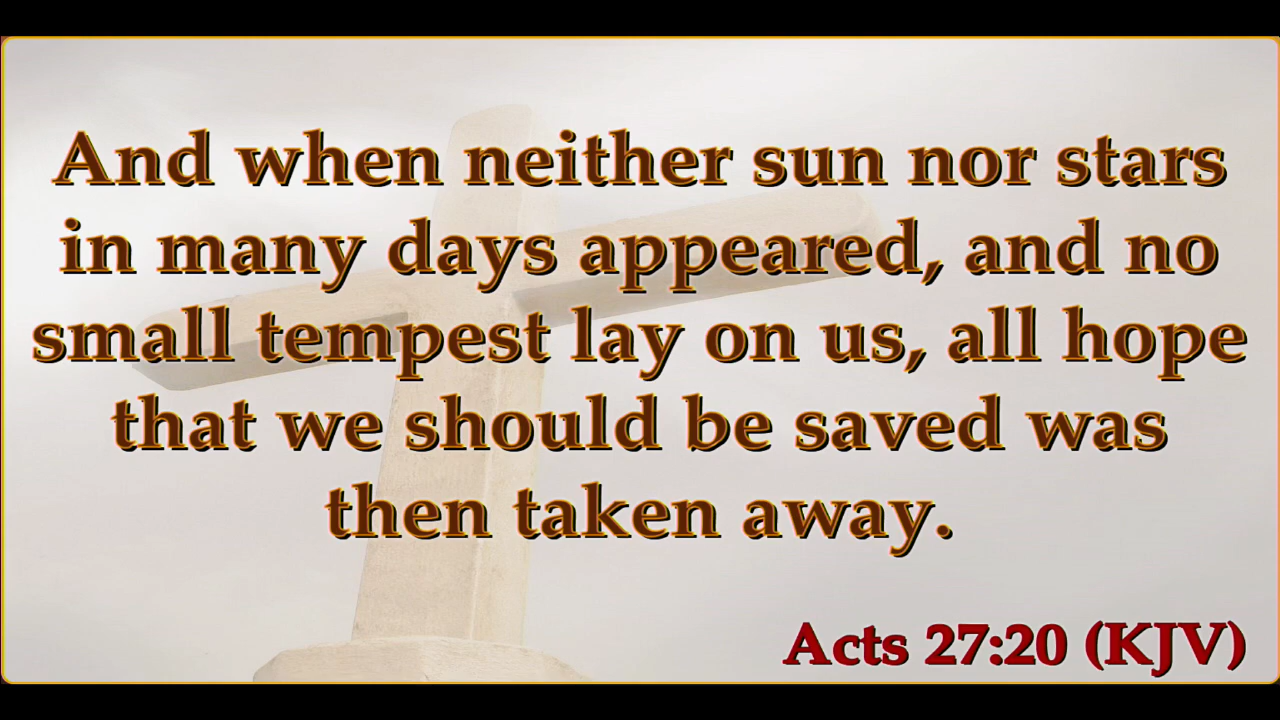 And when neither sun nor stars
in many days appeared, and no
small tempest lay on us, all hope
that we should be saved was
then taken away.
Acts 27:20 (KJV)